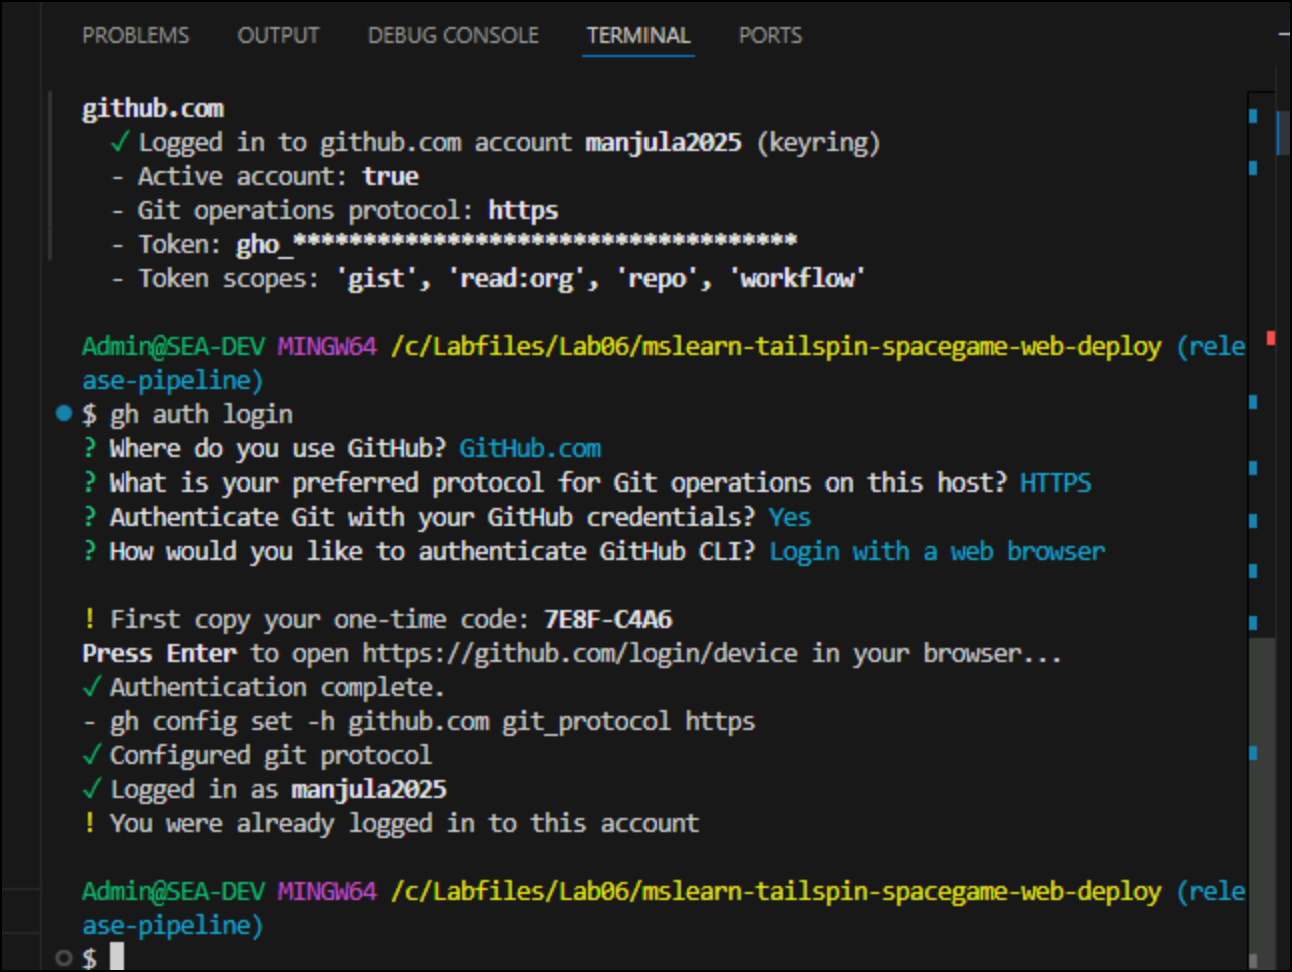 PROBLEMS OUTPUT DEBUG CONSOLE TERMINAL PORTS
github.com
✓ Logged in to github.com account manjula2025 (keyring)
- Active account: true
- Git operations protocol: https
- Token: gho_************************************
- Token scopes: 'gist', 'read:org', 'repo', 'workflow'
Admin@SEA-DEV MINGW64 /c/Labfiles/Lab06/mslearn-tailspin-spacegame-web-deploy (rele
ase-pipeline)
$ gh auth login
? Where do you use GitHub? GitHub.com
? What is your preferred protocol for Git operations on this host? HTTPS
? Authenticate Git with your GitHub credentials? Yes
? How would you like to authenticate GitHub CLI? Login with a web browser
! First copy your one-time code: 7E8F-C4A6
Press Enter to open https://github.com/login/device in your browser...
✓ Authentication complete.
- gh config set -h github.com git_protocol https
✓ Configured git protocol
✓ Logged in as manjula2025
! You were already logged in to this account
Admin@SEA-DEV MINGW64 /c/Labfiles/Lab06/mslearn-tailspin-spacegame-web-deploy (rele
ase-pipeline)
$